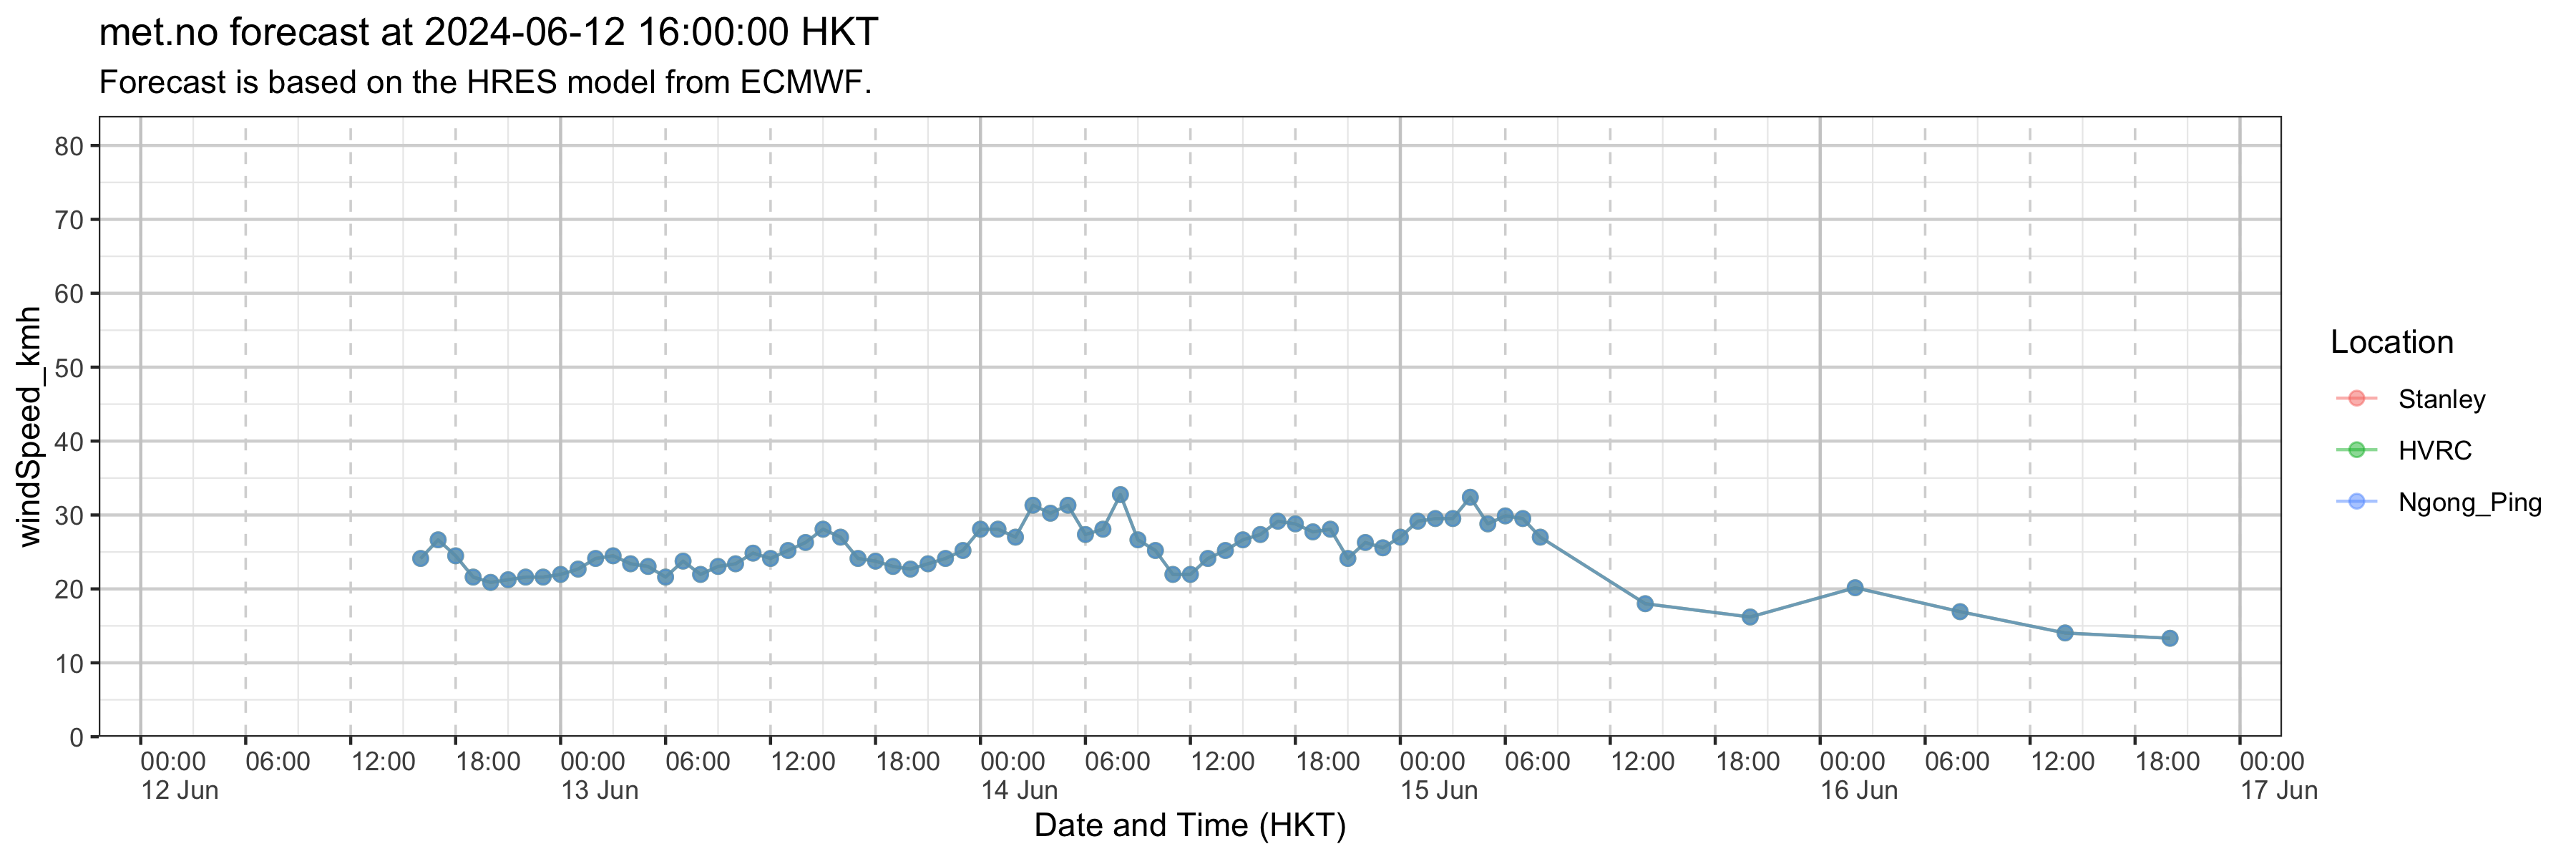 met.no forecast at 2024-06-12 16:00:00 HKT
Forecast is based on the HRES model from ECMWF.
windSpeed_kmh
80
70
60
50
40
30
20
10
0
00:00 06:00 12:00 18:00 00:00 06:00 12:00 18:00 00:00 06:00 12:00 18:00 00:00 06:00 12:00 18:00 00:00 06:00 12:00 18:00 00:00
12 Jun 13 Jun 14 Jun 15 Jun 16 Jun 17 Jun
Date and Time (HKT)
Location
Stanley
HVRC
Ngong_Ping